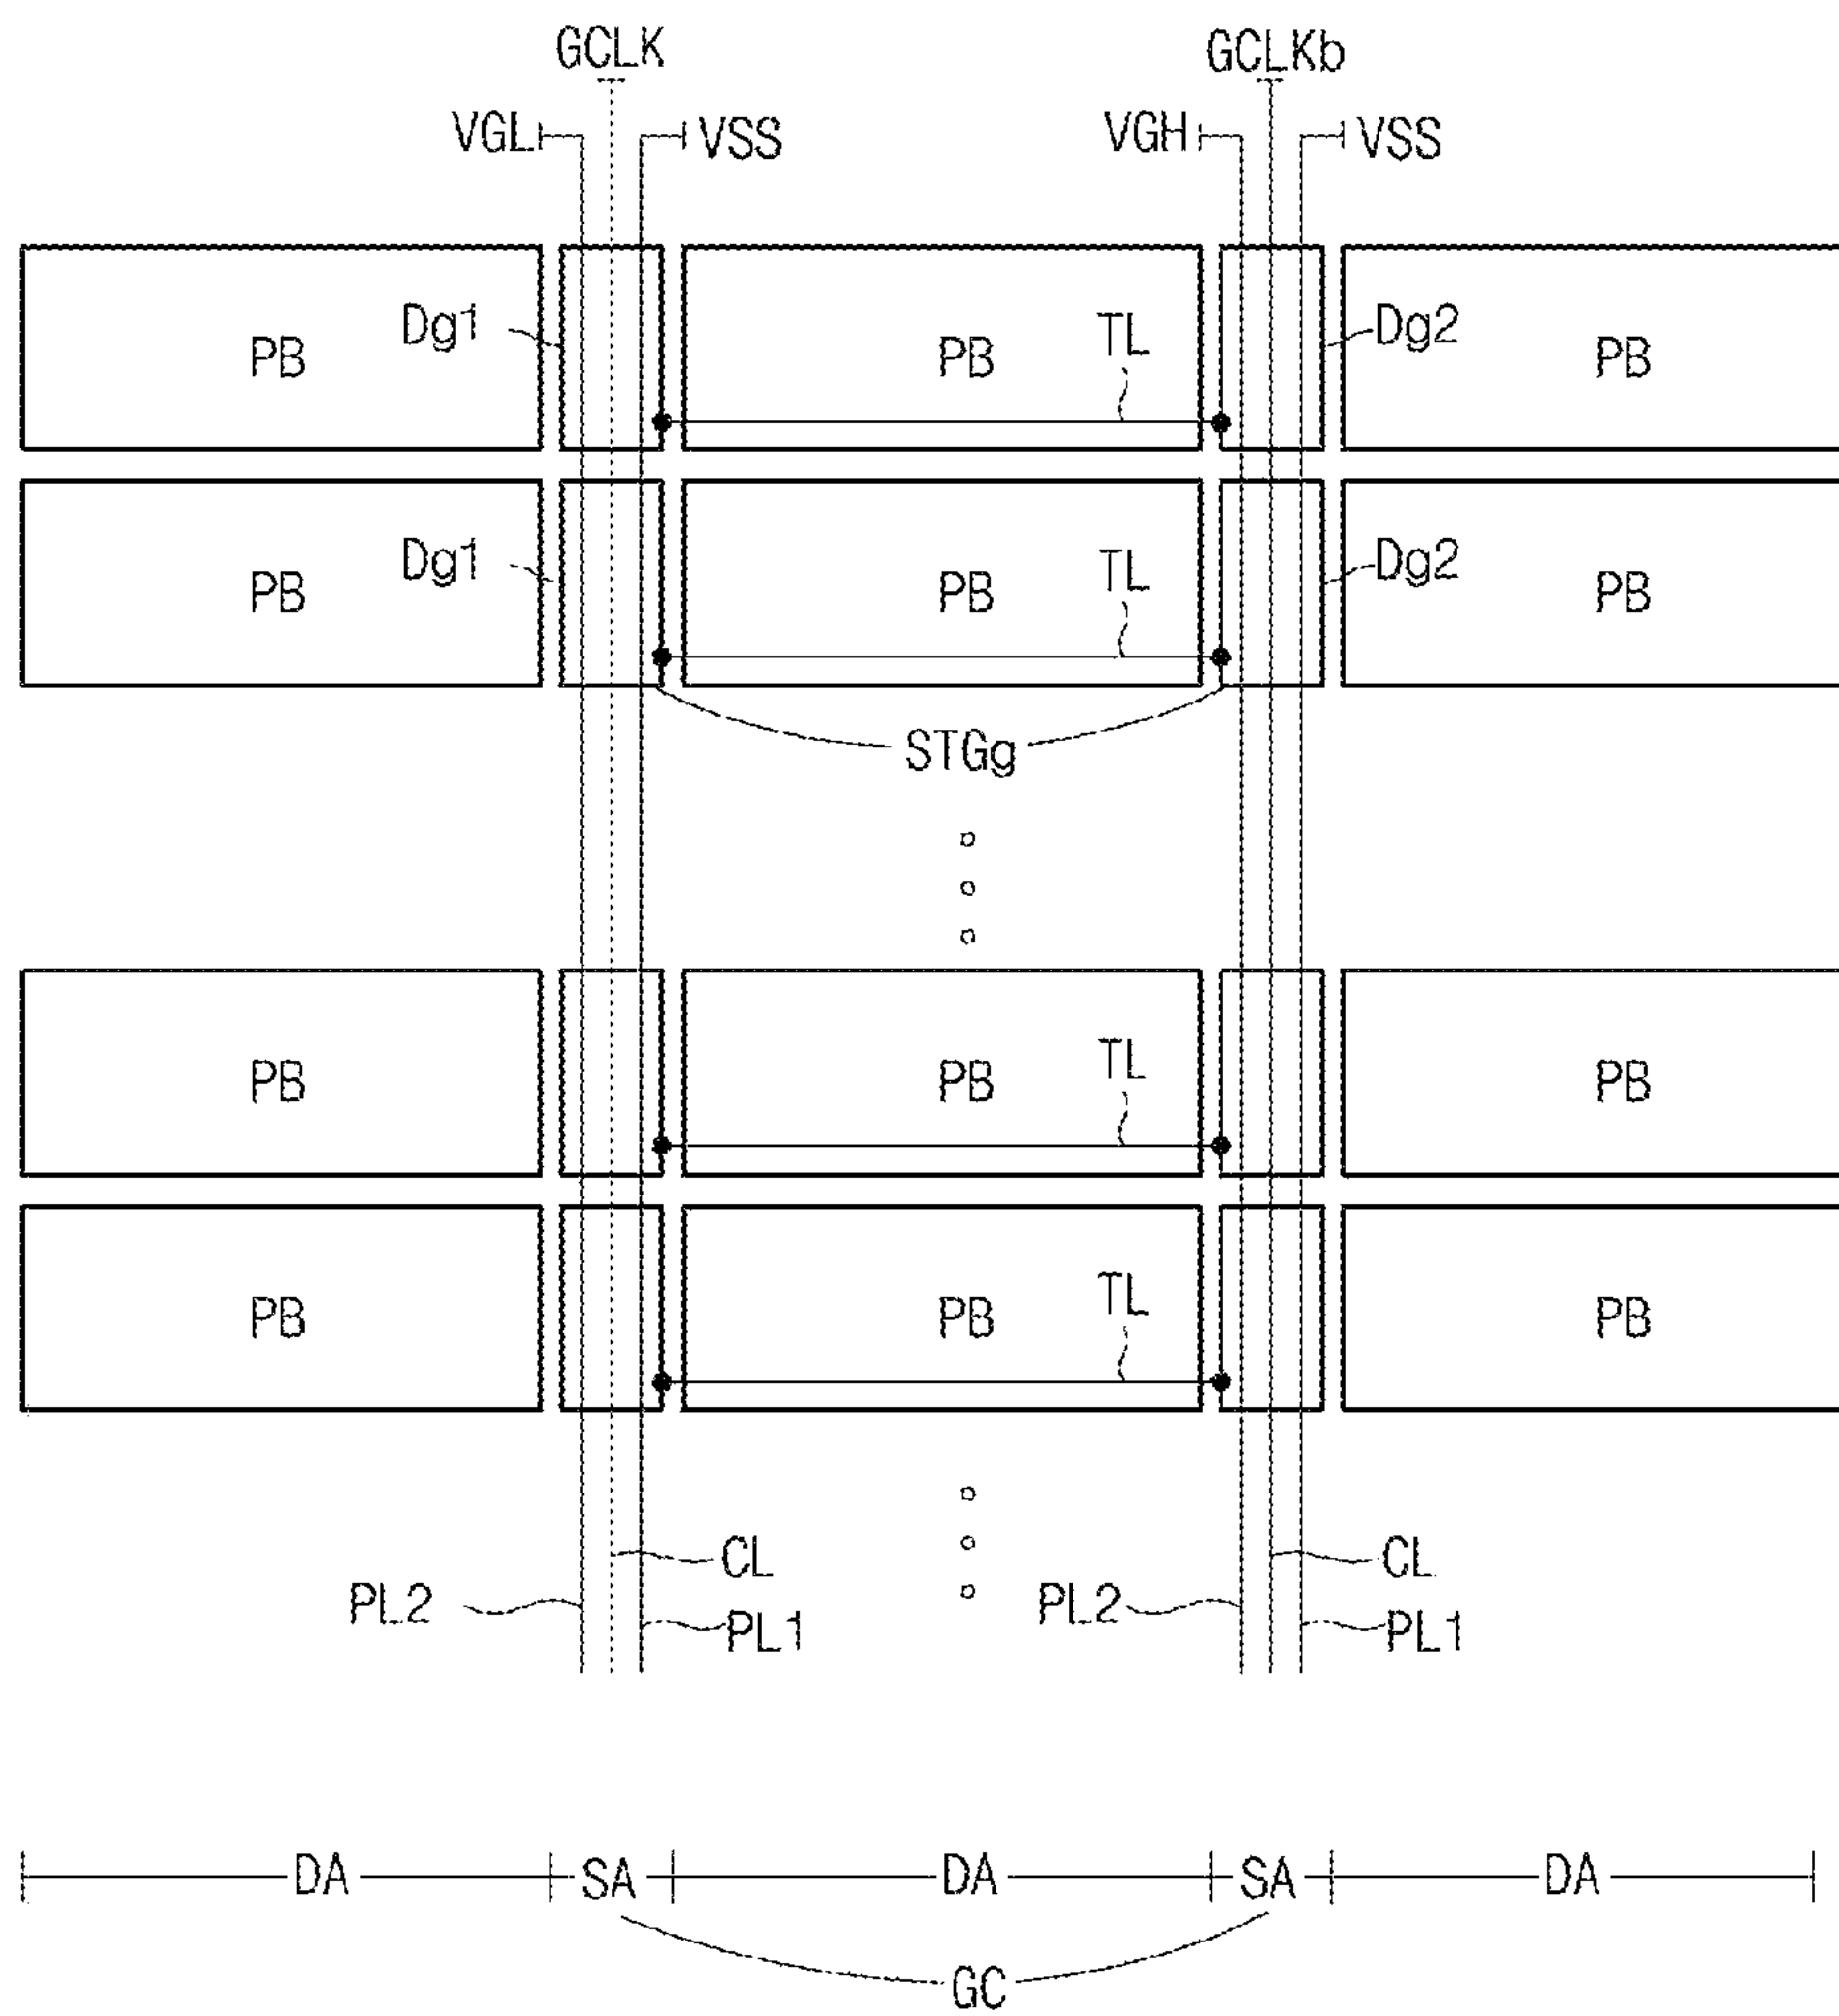 GCLK GCLKb
VGL VSS VGH VSS
PB Dg1 PB TL Dg2 PB
PB Dg1 PB TL Dg2 PB
STGg
PB PB TL PB
PB PB TL PB
CL CL
PL2 PL1 PL2 PL1
DA SA DA SA DA
GC